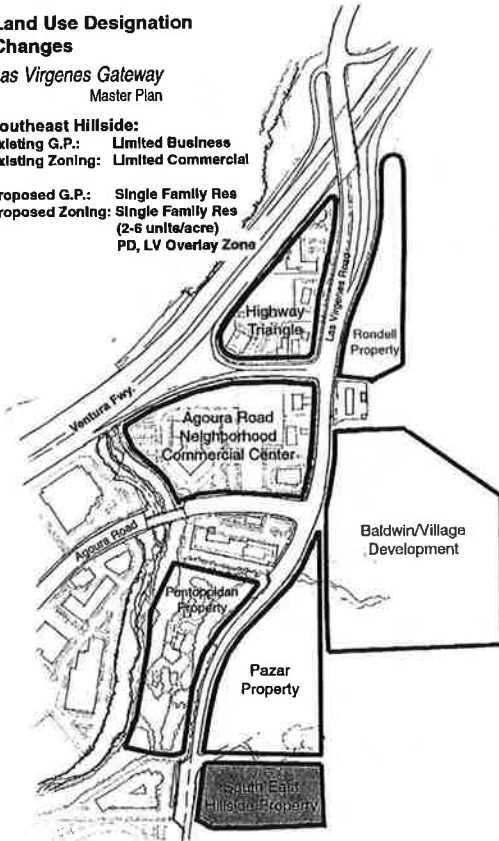 Land Use Designation
Changes
Las Virgenes Gateway
Master Plan
Southeast Hillside:
Existing G.P.: Limited Business
Existing Zoning: Limited Commercial
Proposed G.P.: Single Family Res
Proposed Zoning: Single Family Res
(2-6 units/acre)
PD, LV Overlay Zone
Highway
Triangle
Las Virgenes Road
Rondell
Property
Ventura Fwy.
Agoura Road
Neighborhood
Commercial Center
Agoura Road
Baldwin/Village
Development
Pontoppidan
Property
Pazar
Property
South East
Hillside Property